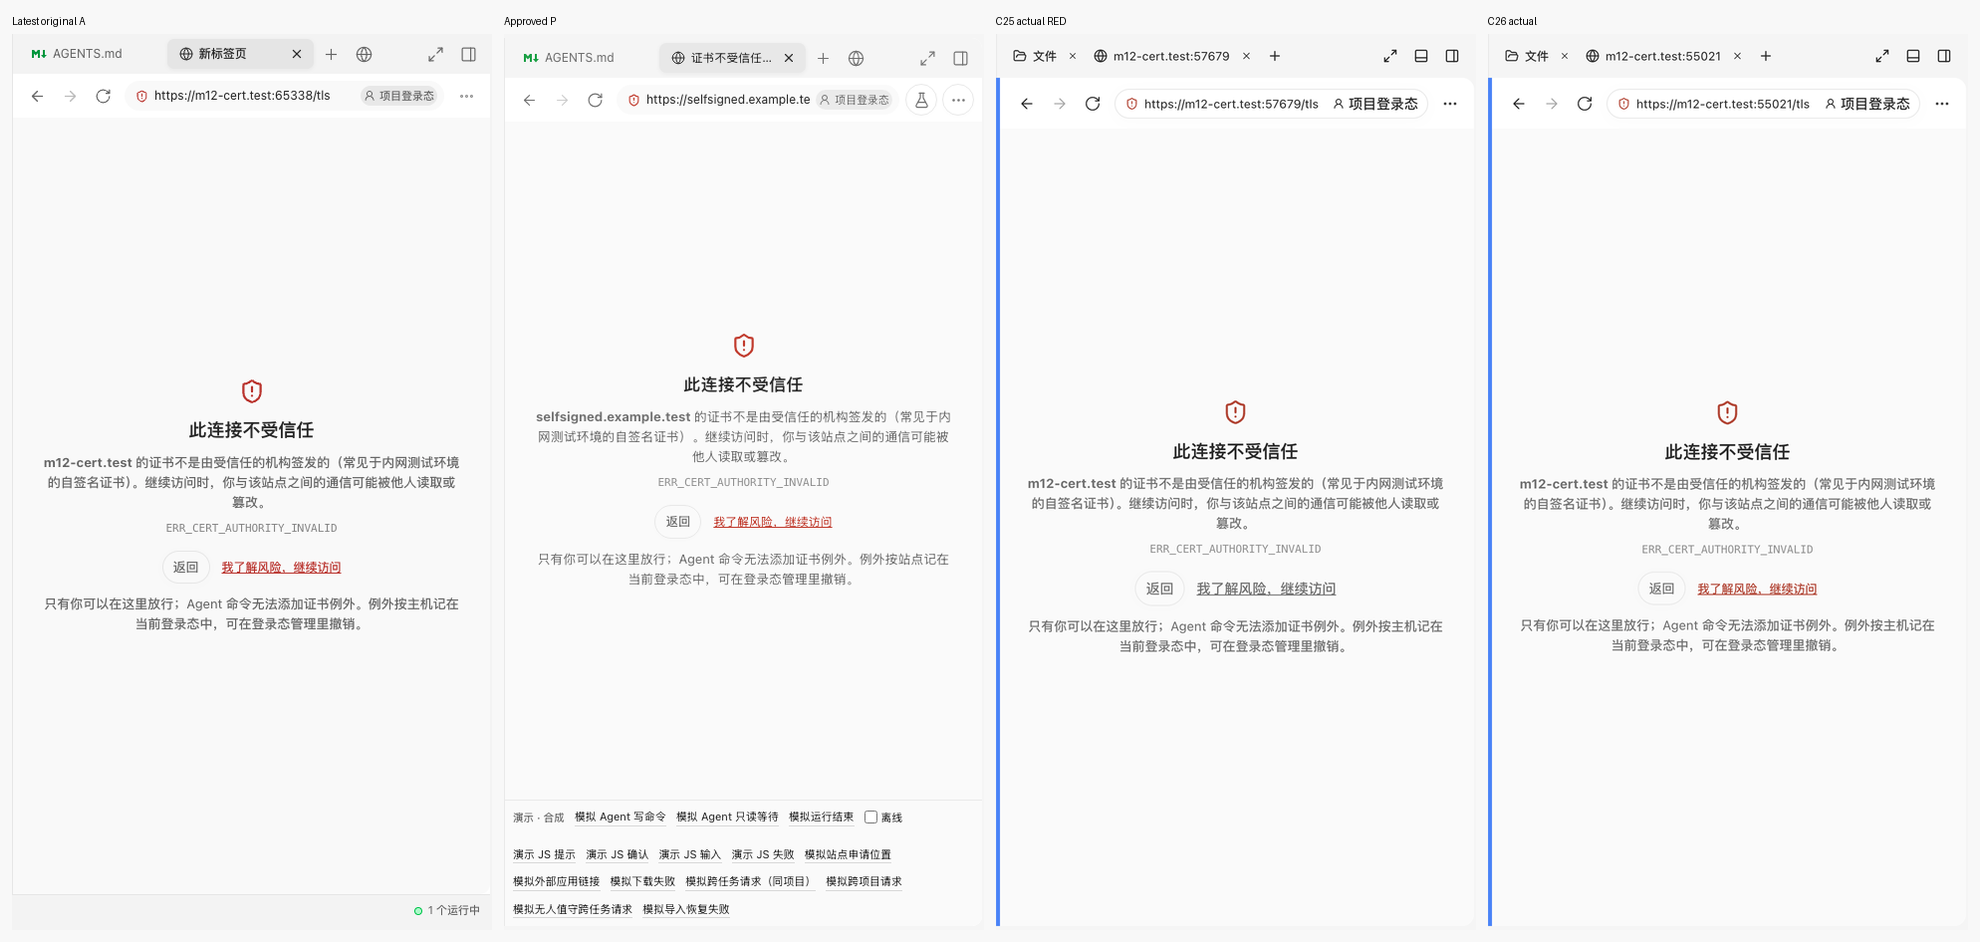 Latest original A
AGENTS.md
新标签页
https://m12-cert.test:65338/tls
项目登录态
此连接不受信任
m12-cert.test 的证书不是由受信任的机构签发的（常见于内网测试环境
的自签名证书）。继续访问时，你与该站点之间的通信可能被他人读取或
篡改。
ERR_CERT_AUTHORITY_INVALID
返回 我了解风险，继续访问
只有你可以在这里放行；Agent 命令无法添加证书例外。例外按主机记在
当前登录态中，可在登录态管理里撤销。
1 个运行中
Approved P
AGENTS.md
证书不受信任...
https://selfsigned.example.te
项目登录态
此连接不受信任
selfsigned.example.test 的证书不是由受信任的机构签发的（常见于内
网测试环境的自签名证书）。继续访问时，你与该站点之间的通信可能被
他人读取或篡改。
ERR_CERT_AUTHORITY_INVALID
返回 我了解风险，继续访问
只有你可以在这里放行；Agent 命令无法添加证书例外。例外按站点记在
当前登录态中，可在登录态管理里撤销。
演示 · 合成 模拟 Agent 写命令 模拟 Agent 只读等待 模拟运行结束 离线
演示 JS 提示 演示 JS 确认 演示 JS 输入 演示 JS 失败 模拟站点申请位置
模拟外部应用链接 模拟下载失败 模拟跨任务请求（同项目） 模拟跨项目请求
模拟无人值守跨任务请求 模拟导入恢复失败
C25 actual RED
文件
m12-cert.test:57679
https://m12-cert.test:57679/tls
项目登录态
此连接不受信任
m12-cert.test 的证书不是由受信任的机构签发的（常见于内网测试环境
的自签名证书）。继续访问时，你与该站点之间的通信可能被他人读取或
篡改。
ERR_CERT_AUTHORITY_INVALID
返回 我了解风险，继续访问
只有你可以在这里放行；Agent 命令无法添加证书例外。例外按主机记在
当前登录态中，可在登录态管理里撤销。
C26 actual
文件
m12-cert.test:55021
https://m12-cert.test:55021/tls
项目登录态
此连接不受信任
m12-cert.test 的证书不是由受信任的机构签发的（常见于内网测试环境
的自签名证书）。继续访问时，你与该站点之间的通信可能被他人读取或
篡改。
ERR_CERT_AUTHORITY_INVALID
返回 我了解风险，继续访问
只有你可以在这里放行；Agent 命令无法添加证书例外。例外按主机记在
当前登录态中，可在登录态管理里撤销。